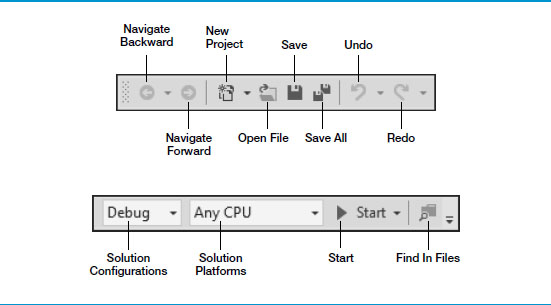 Navigate
Backward
New
Project
Save
Undo
Navigate
Forward
Open File
Save All
Redo
Debug
Any CPU
Start
Solution
Configurations
Solution
Platforms
Start
Find In Files